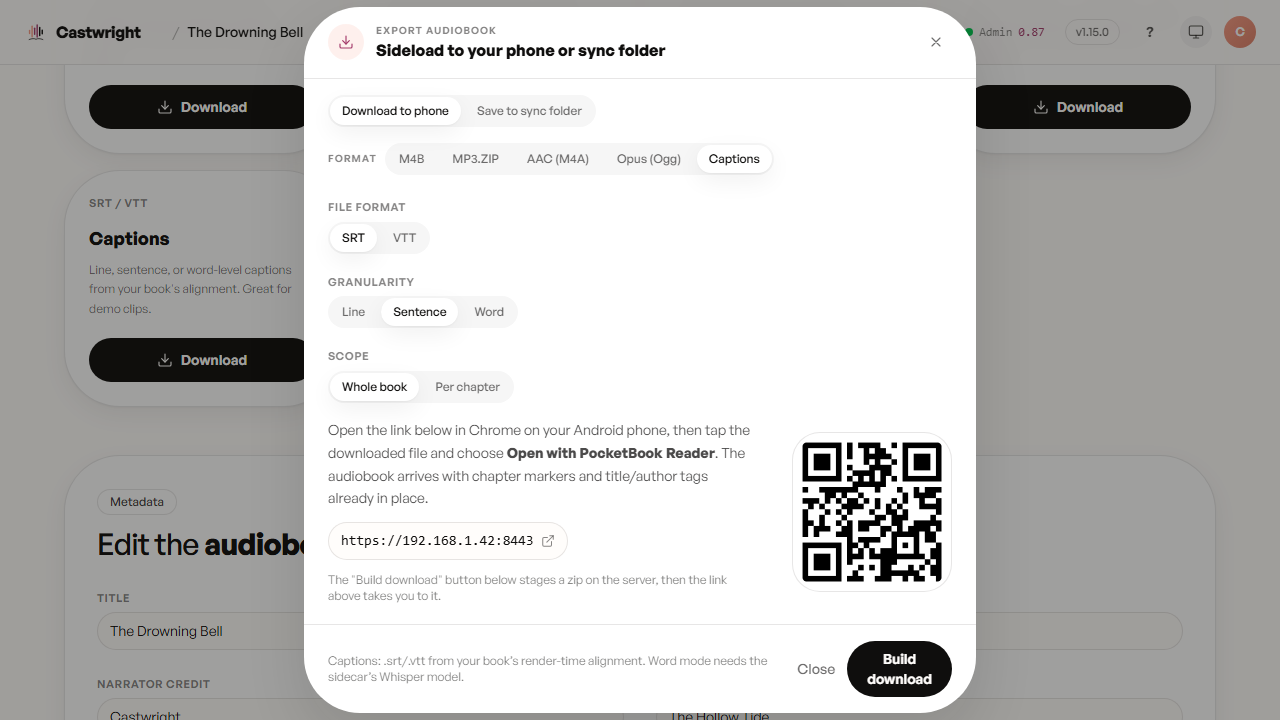 Castwright / The Drowning Bell
Admin 0.87 v1.15.0 ? C
EXPORT AUDIOBOOK
Sideload to your phone or sync folder
Download to phone Save to sync folder
Download
Download
FORMAT M4B MP3.ZIP AAC (M4A) Opus (Ogg) Captions
SRT / VTT
Captions
Line, sentence, or word-level captions
from your book's alignment. Great for
demo clips.
Download
FILE FORMAT
SRT VTT
GRANULARITY
Line Sentence Word
SCOPE
Whole book Per chapter
Open the link below in Chrome on your Android phone, then tap the
downloaded file and choose Open with PocketBook Reader. The
audiobook arrives with chapter markers and title/author tags
already in place.
https://192.168.1.42:8443
The "Build download" button below stages a zip on the server, then the link
above takes you to it.
Metadata
Edit the
TITLE
The Drowning Bell
NARRATOR CREDIT
Castwright
The Hollow Tide
Captions: .srt/.vtt from your book's render-time alignment. Word mode needs the
sidecar's Whisper model.
Close
Build
download